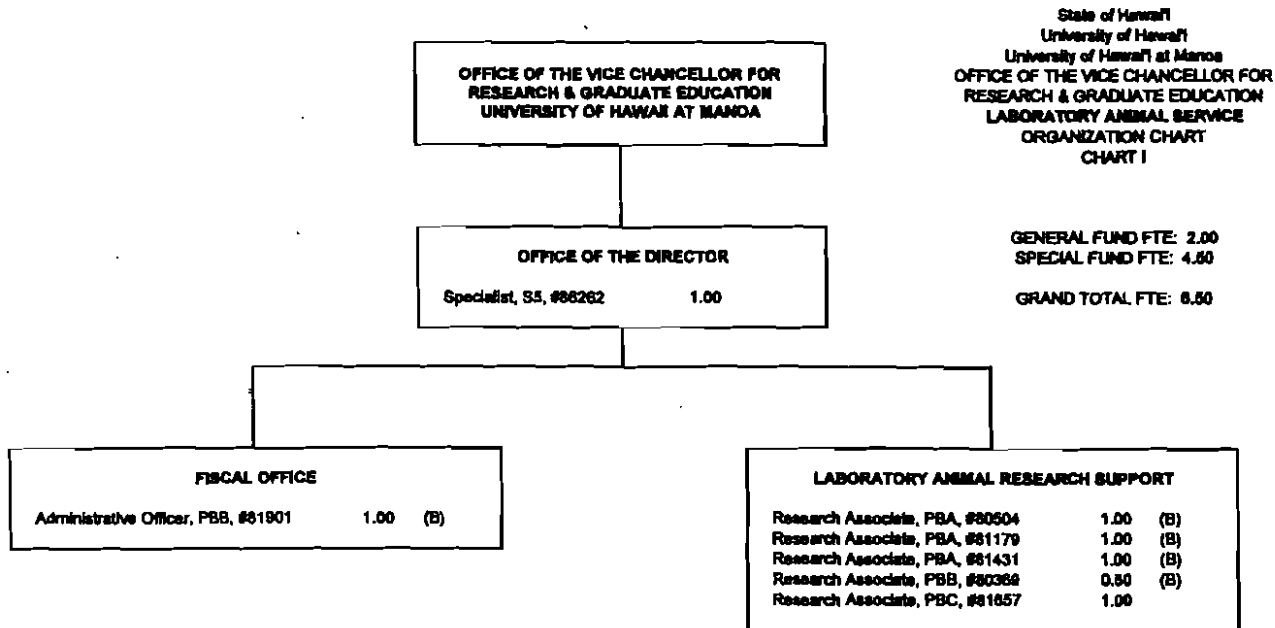 State of Hawai'i
University of Hawai'i
University of Hawai'i at Manoa
OFFICE OF THE VICE CHANCELLOR FOR
RESEARCH & GRADUATE EDUCATION
LABORATORY ANIMAL SERVICE
ORGANIZATION CHART
CHART I
OFFICE OF THE VICE CHANCELLOR FOR
RESEARCH & GRADUATE EDUCATION
UNIVERSITY OF HAWAII AT MANOA
GENERAL FUND FTE: 2.00
SPECIAL FUND FTE: 4.50
GRAND TOTAL FTE: 6.50
OFFICE OF THE DIRECTOR
Specialist, S5, #86262 1.00
FISCAL OFFICE
Administrative Officer, PBB, #81901 1.00 (B)
LABORATORY ANIMAL RESEARCH SUPPORT
Research Associate, PBA, #80504 1.00 (B)
Research Associate, PBA, #81179 1.00 (B)
Research Associate, PBA, #81431 1.00 (B)
Research Associate, PBB, #80369 0.50 (B)
Research Associate, PBC, #81657 1.00